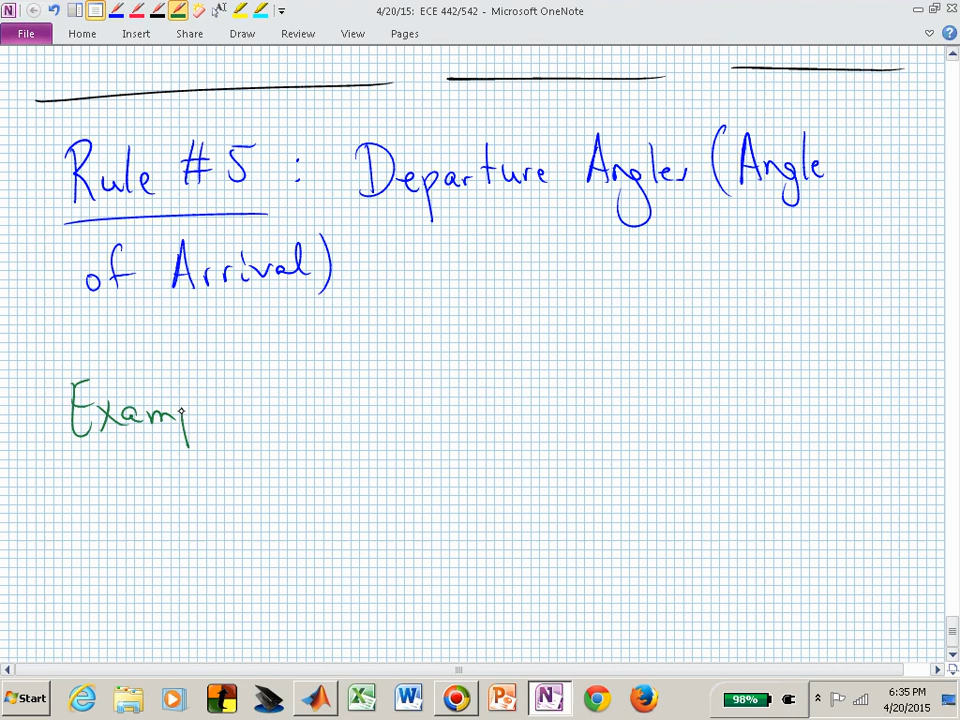 4/20/15: ECE 442/542 - Microsoft OneNote
File Home Insert Share Draw Review View Pages
Rule # 5 : Departure Angles (Angle
of Arrival)
Examp
Start
98%
6:35 PM
4/20/2015